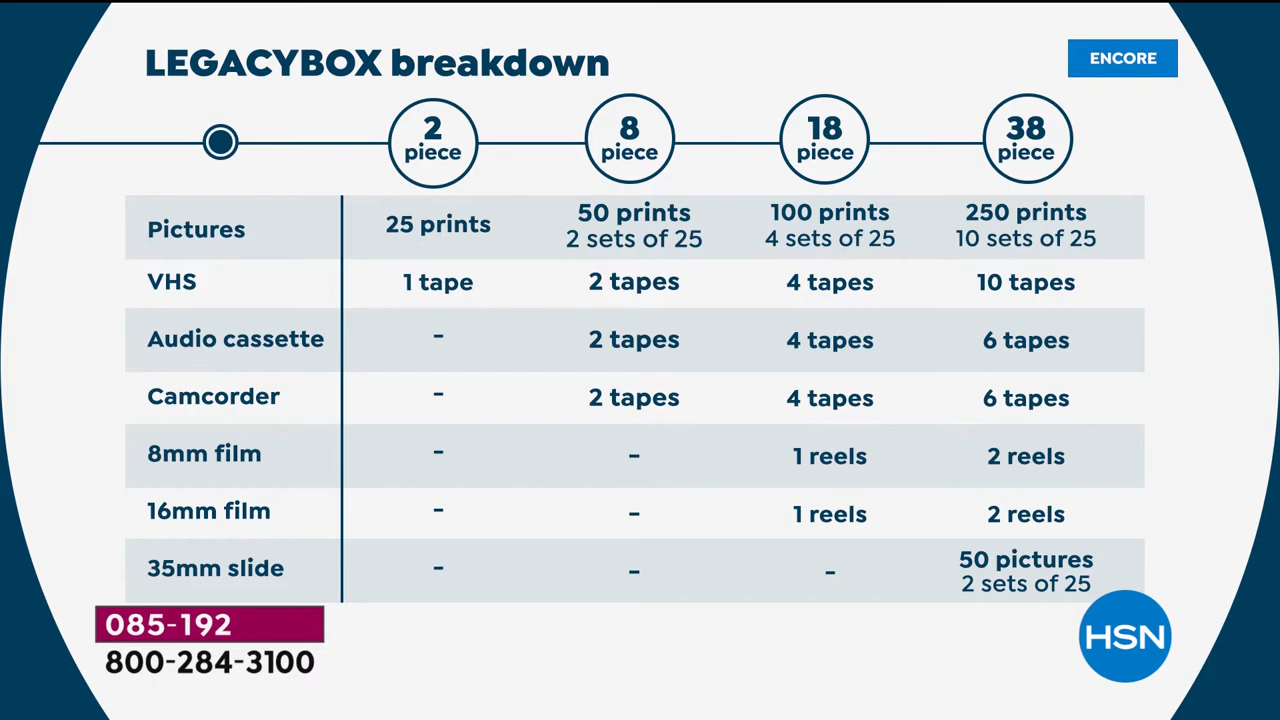 LEGACYBOX breakdown
ENCORE
2 piece
8 piece
18 piece
38 piece
Pictures
25 prints
50 prints
2 sets of 25
100 prints
4 sets of 25
250 prints
10 sets of 25
VHS
1 tape
2 tapes
4 tapes
10 tapes
Audio cassette
-
2 tapes
4 tapes
6 tapes
Camcorder
-
2 tapes
4 tapes
6 tapes
8mm film
-
-
1 reels
2 reels
16mm film
-
-
1 reels
2 reels
35mm slide
-
-
-
50 pictures
2 sets of 25
085-192
800-284-3100
HSN